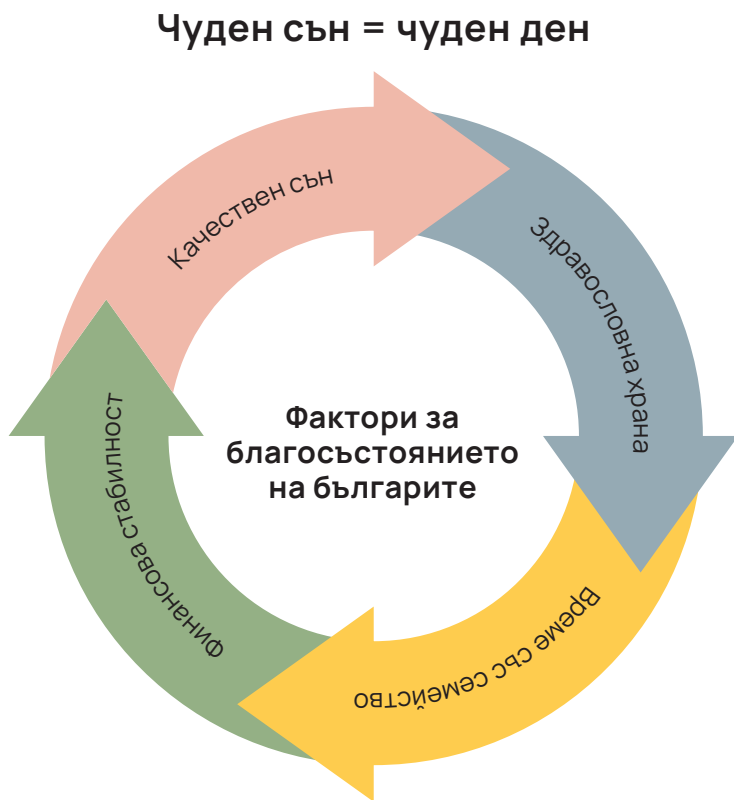 Чуден сън = чуден ден
Качествен сън
Здравословна храна
Време със семейство
Финансова стабилност
Фактори за
благосъстоянието
на българите